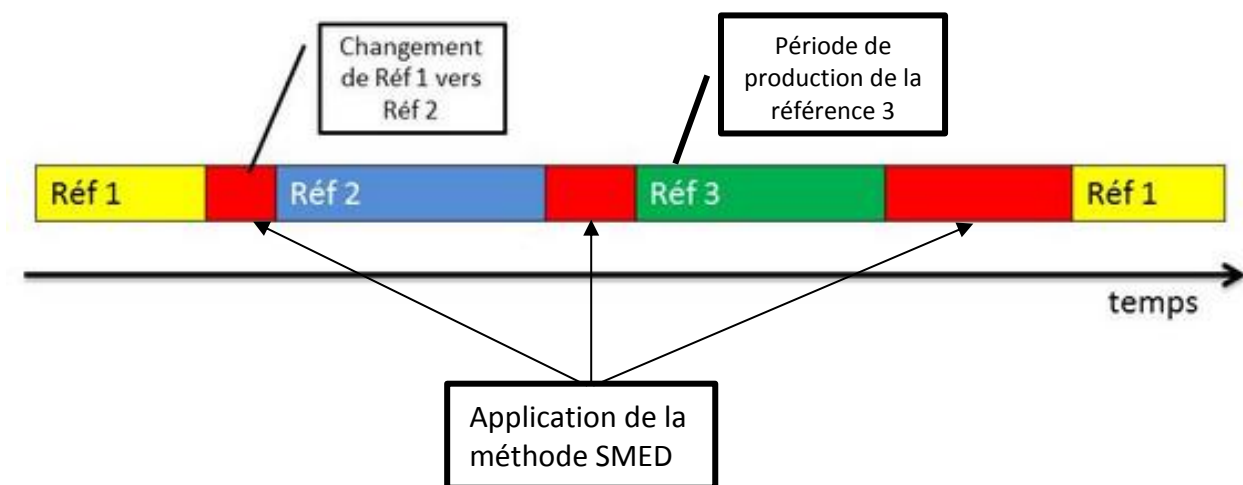 Changement
de Réf 1 vers
Réf 2
Période de
production de la
référence 3
Réf 1
Réf 2
Réf 3
Réf 1
temps
Application de la
méthode SMED